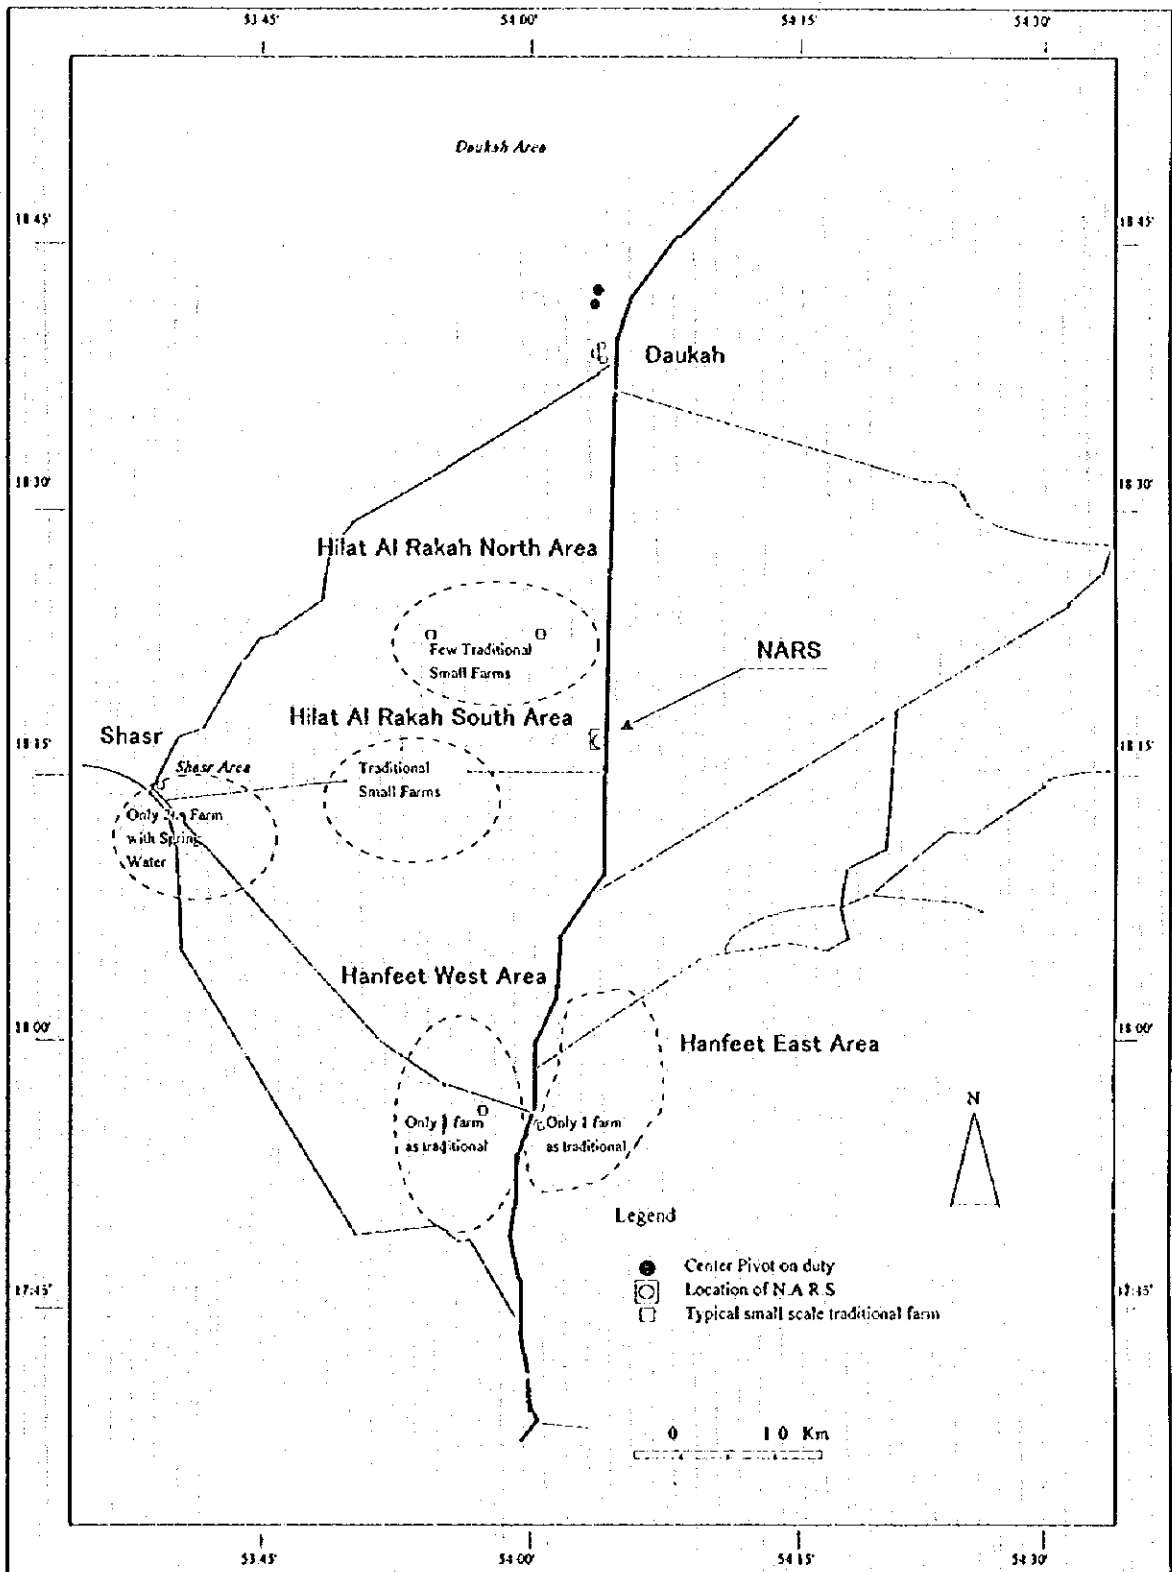 53 45'
54 00'
54 15'
54 30'
Daukah Area
18 45'
18 45'
Daukah
18 30'
18 30'
Hilat Al Rakah North Area
Few Traditional
Small Farms
NARS
Hilat Al Rakah South Area
Shasr
18 15'
18 15'
Shasr Area
Traditional
Small Farms
Only Farm
with Spring
Water
Hanfeet West Area
18 00'
18 00'
Hanfeet East Area
N
Only farm
as traditional
Only 1 farm
as traditional
Legend
Center Pivot on duty
Location of N.A.R.S
Typical small scale traditional farm
17 45'
17 45'
0 10 Km
53 45'
54 00'
54 15'
54 30'